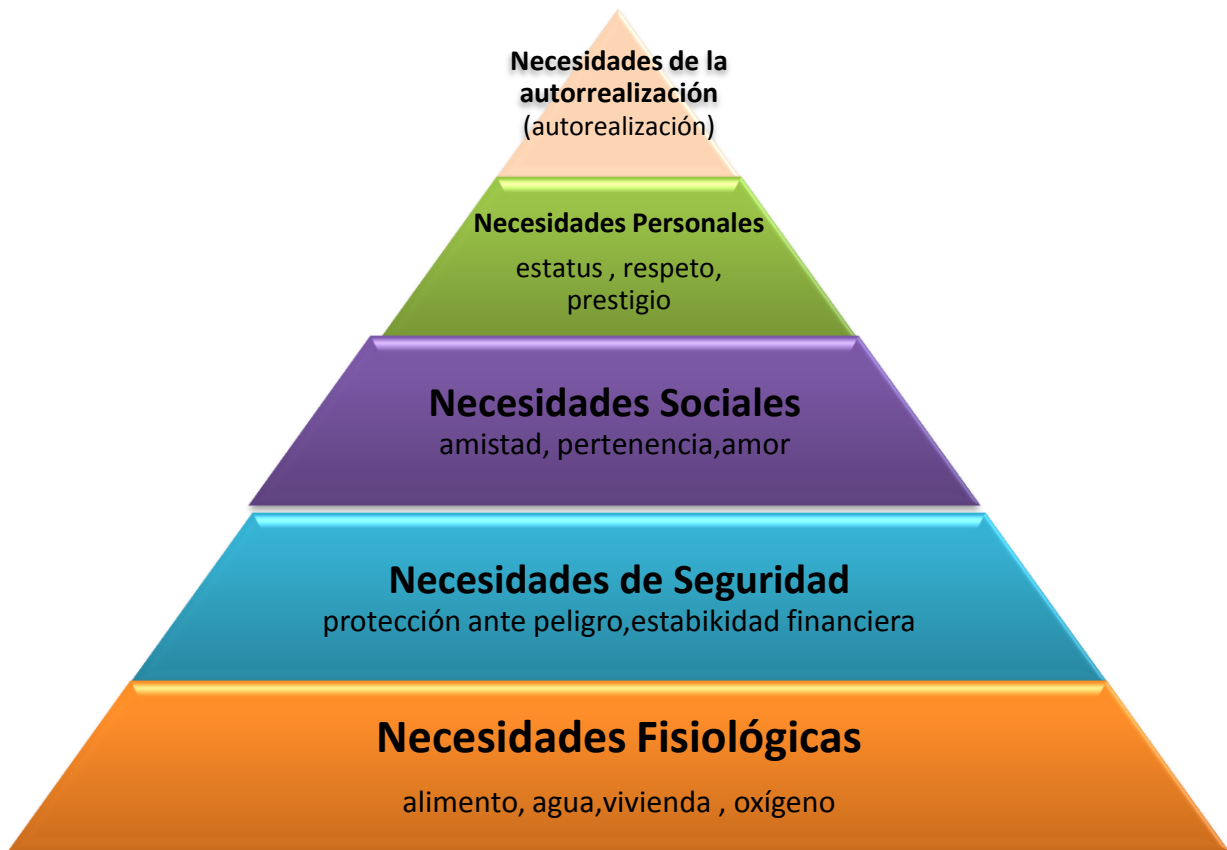 Necesidades de la
autorrealización
(autorealización)
Necesidades Personales
estatus , respeto,
prestigio
Necesidades Sociales
amistad, pertenencia,amor
Necesidades de Seguridad
protección ante peligro,estabikidad financiera
Necesidades Fisiológicas
alimento, agua,vivienda , oxígeno